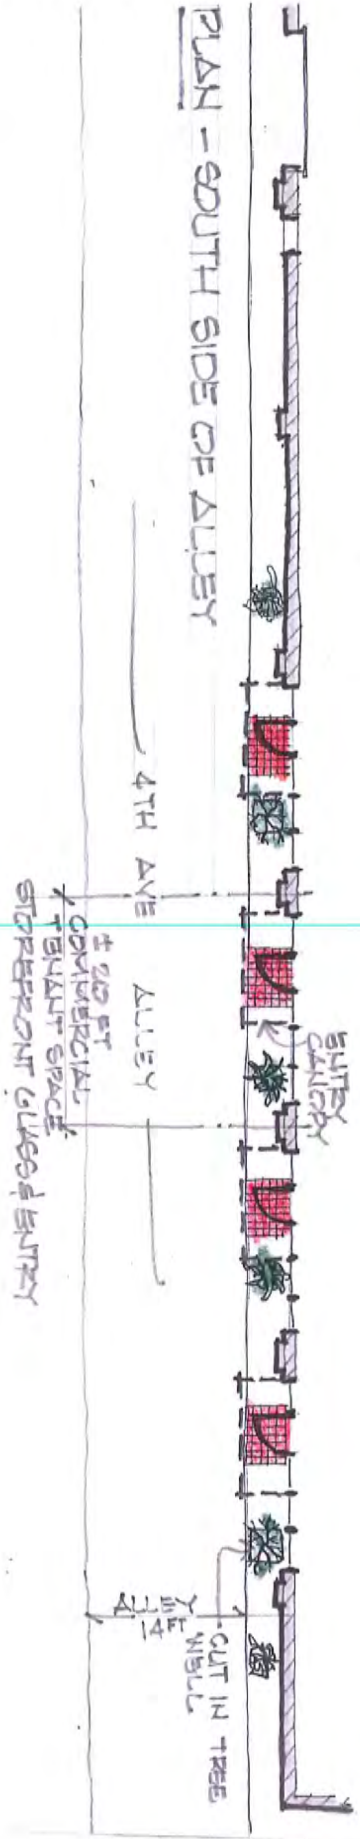 PLAN - SOUTH SIDE OF ALLEY
4TH AVE ALLEY
ENTRY
CANOPY
± 20 FT
COMMERCIAL
TENANT SPACE
STOREFRONT GLASS & ENTRY
ALLEY
14FT
CUT IN TREE
WELL